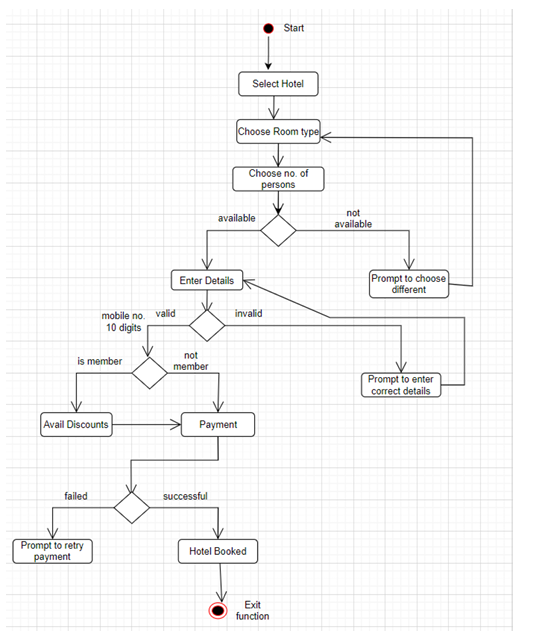 Start
Select Hotel
Choose Room type
Choose no. of
persons
available
not
available
Enter Details
Prompt to choose
different
mobile no.
10 digits
valid
invalid
is member
not
member
Prompt to enter
correct details
Avail Discounts
Payment
failed
successful
Prompt to retry
payment
Hotel Booked
Exit
function